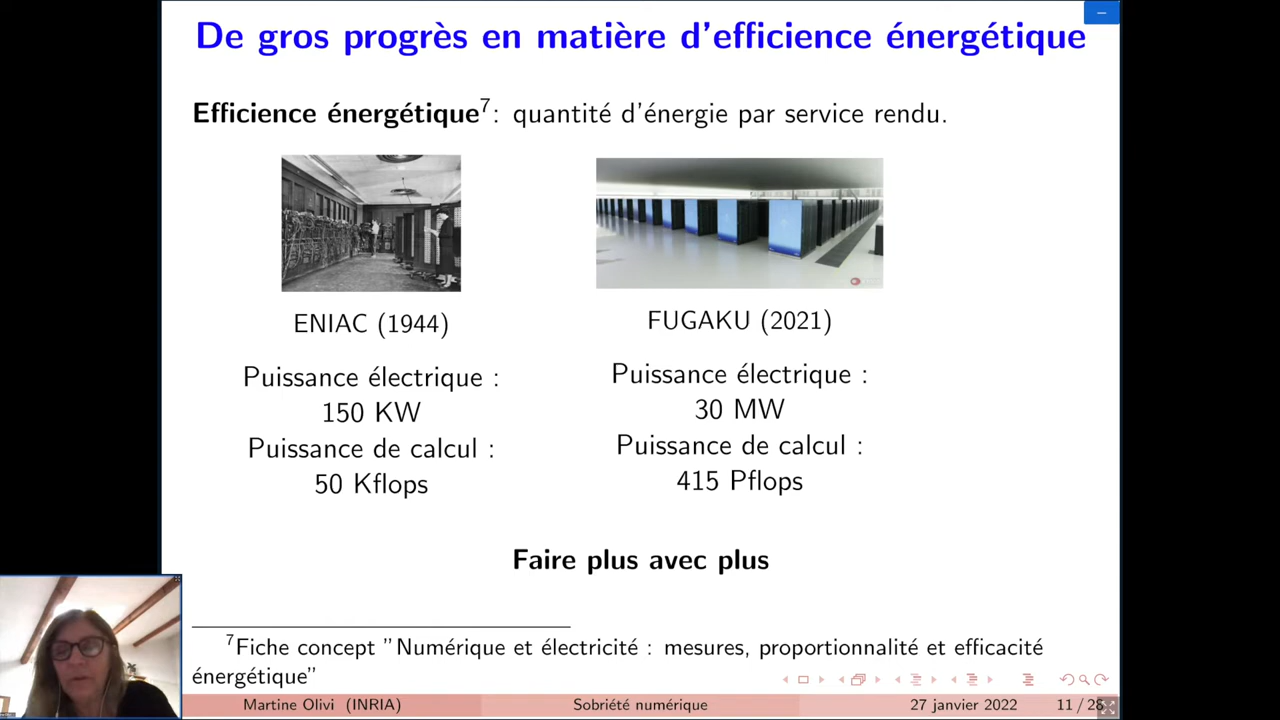 De gros progrès en matière d'efficience énergétique
Efficience énergétique7: quantité d'énergie par service rendu.
ENIAC (1944)
Puissance électrique :
150 KW
Puissance de calcul :
50 Kflops
FUGAKU (2021)
Puissance électrique :
30 MW
Puissance de calcul :
415 Pflops
Faire plus avec plus
7Fiche concept "Numérique et électricité : mesures, proportionnalité et efficacité
énergétique"
Martine Olivi (INRIA) Sobriété numérique 27 janvier 2022 11 / 28